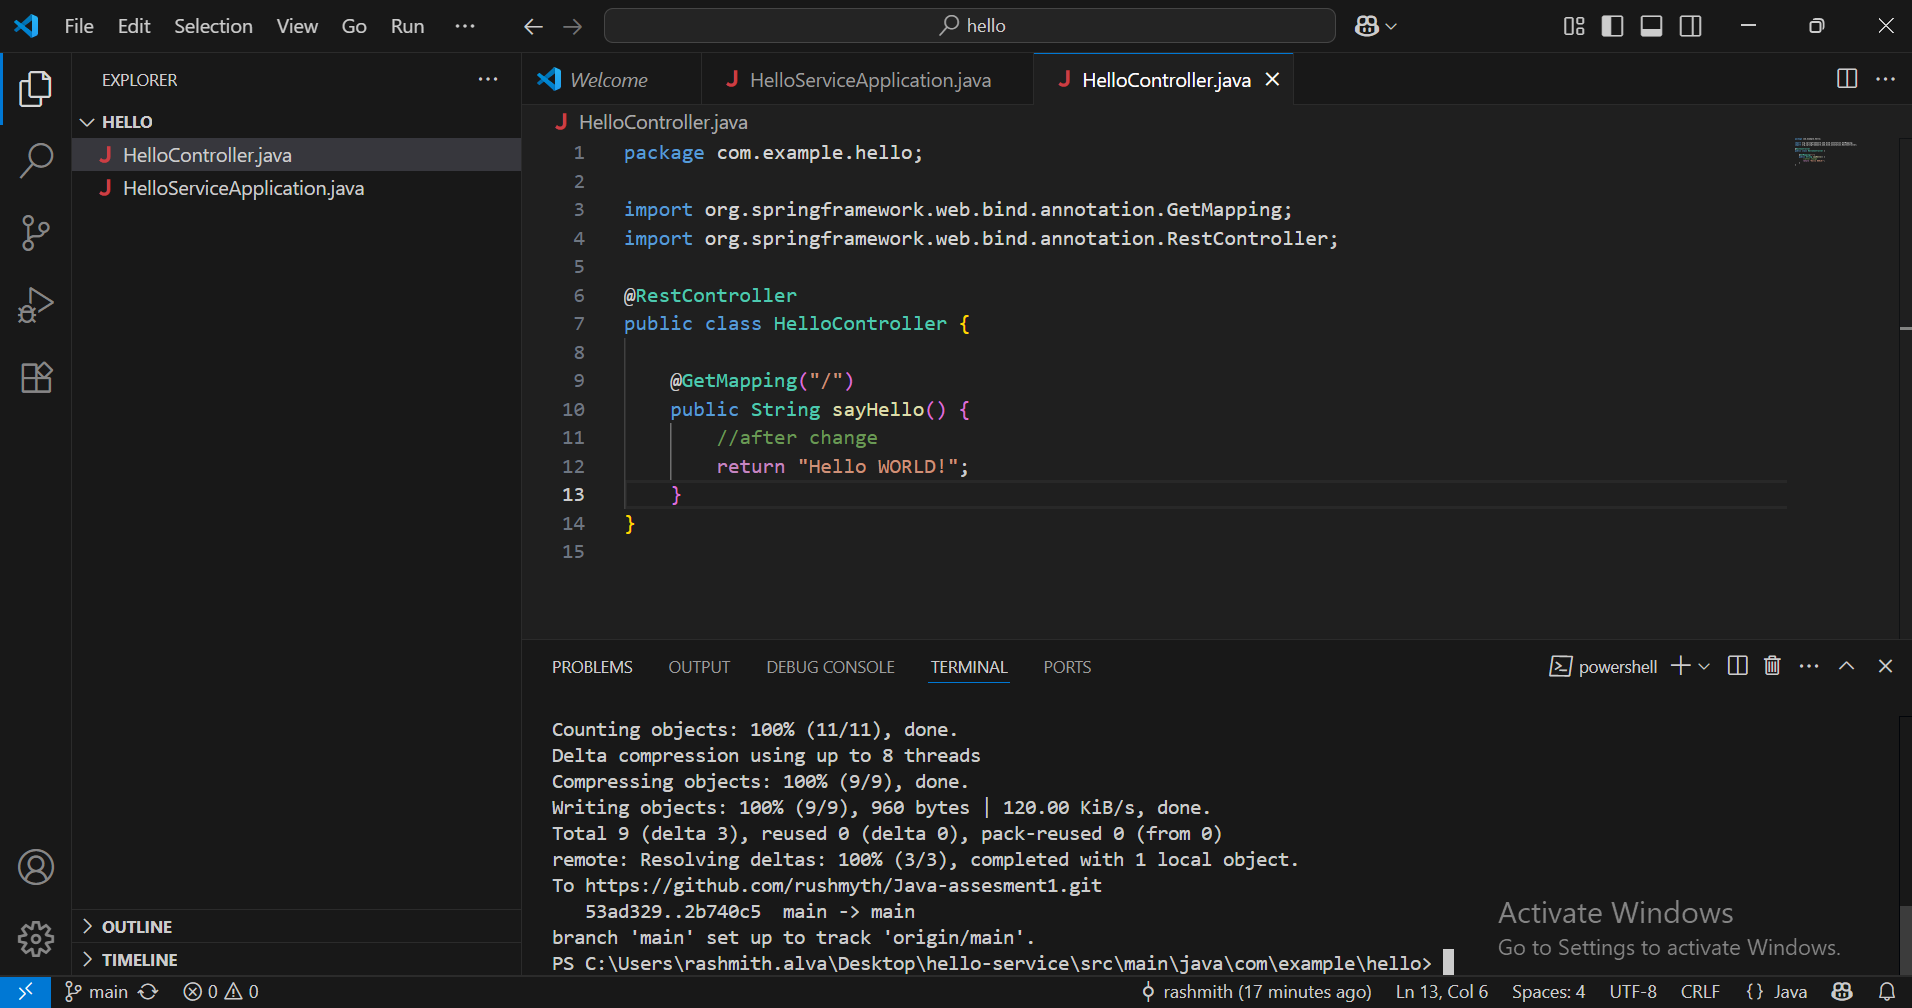 File Edit Selection View Go Run
hello
EXPLORER
HELLO
HelloController.java
HelloServiceApplication.java
OUTLINE
TIMELINE
Welcome
HelloServiceApplication.java
HelloController.java
HelloController.java
1 package com.example.hello;
2
3 import org.springframework.web.bind.annotation.GetMapping;
4 import org.springframework.web.bind.annotation.RestController;
5
6 @RestController
7 public class HelloController {
8
9 @GetMapping("/")
10 public String sayHello() {
11 //after change
12 return "Hello WORLD!";
13 }
14 }
15
PROBLEMS OUTPUT DEBUG CONSOLE TERMINAL PORTS
powershell
Counting objects: 100% (11/11), done.
Delta compression using up to 8 threads
Compressing objects: 100% (9/9), done.
Writing objects: 100% (9/9), 960 bytes | 120.00 KiB/s, done.
Total 9 (delta 3), reused 0 (delta 0), pack-reused 0 (from 0)
remote: Resolving deltas: 100% (3/3), completed with 1 local object.
To https://github.com/rushmyth/Java-assesment1.git
53ad329..2b740c5 main -> main
branch 'main' set up to track 'origin/main'.
PS C:\Users\rashmith.alva\Desktop\hello-service\src\main\java\com\example\hello>
Activate Windows
Go to Settings to activate Windows.
main 0 0 rashmith (17 minutes ago) Ln 13, Col 6 Spaces: 4 UTF-8 CRLF {} Java